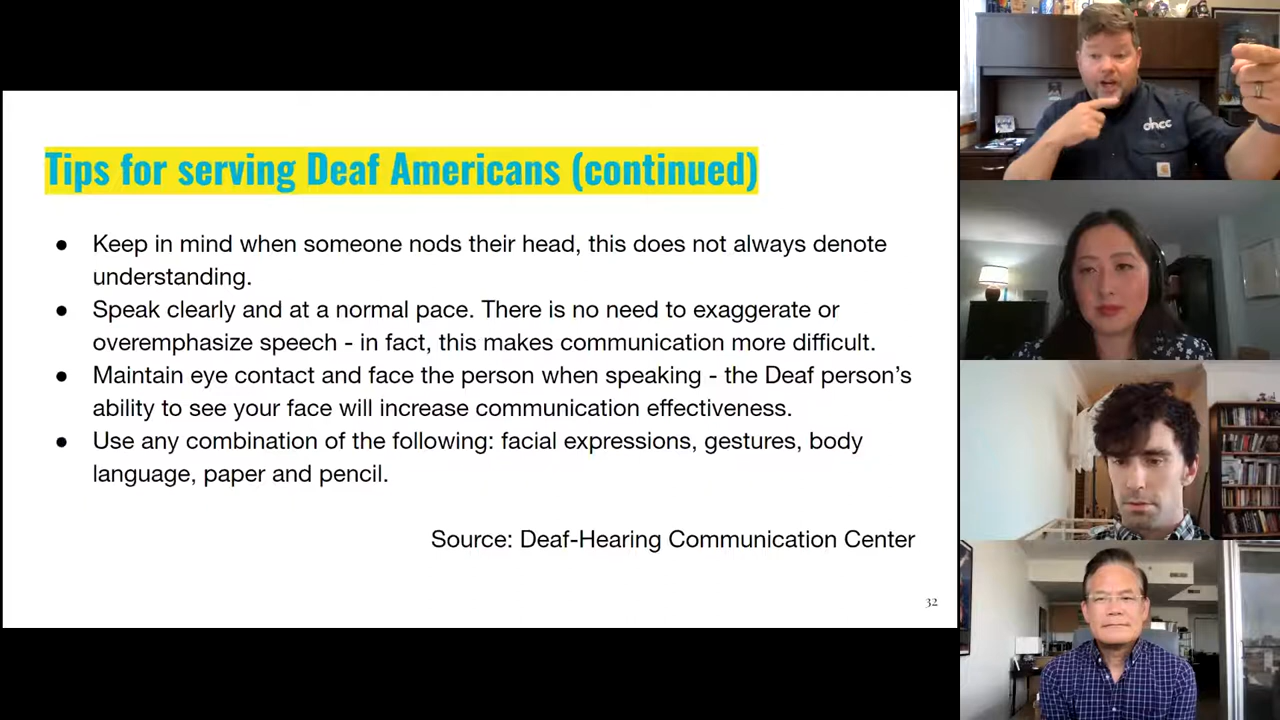 Tips for serving Deaf Americans (continued)
● Keep in mind when someone nods their head, this does not always denote
understanding.
● Speak clearly and at a normal pace. There is no need to exaggerate or
overemphasize speech - in fact, this makes communication more difficult.
● Maintain eye contact and face the person when speaking - the Deaf person’s
ability to see your face will increase communication effectiveness.
● Use any combination of the following: facial expressions, gestures, body
language, paper and pencil.
Source: Deaf-Hearing Communication Center
32
dhcc